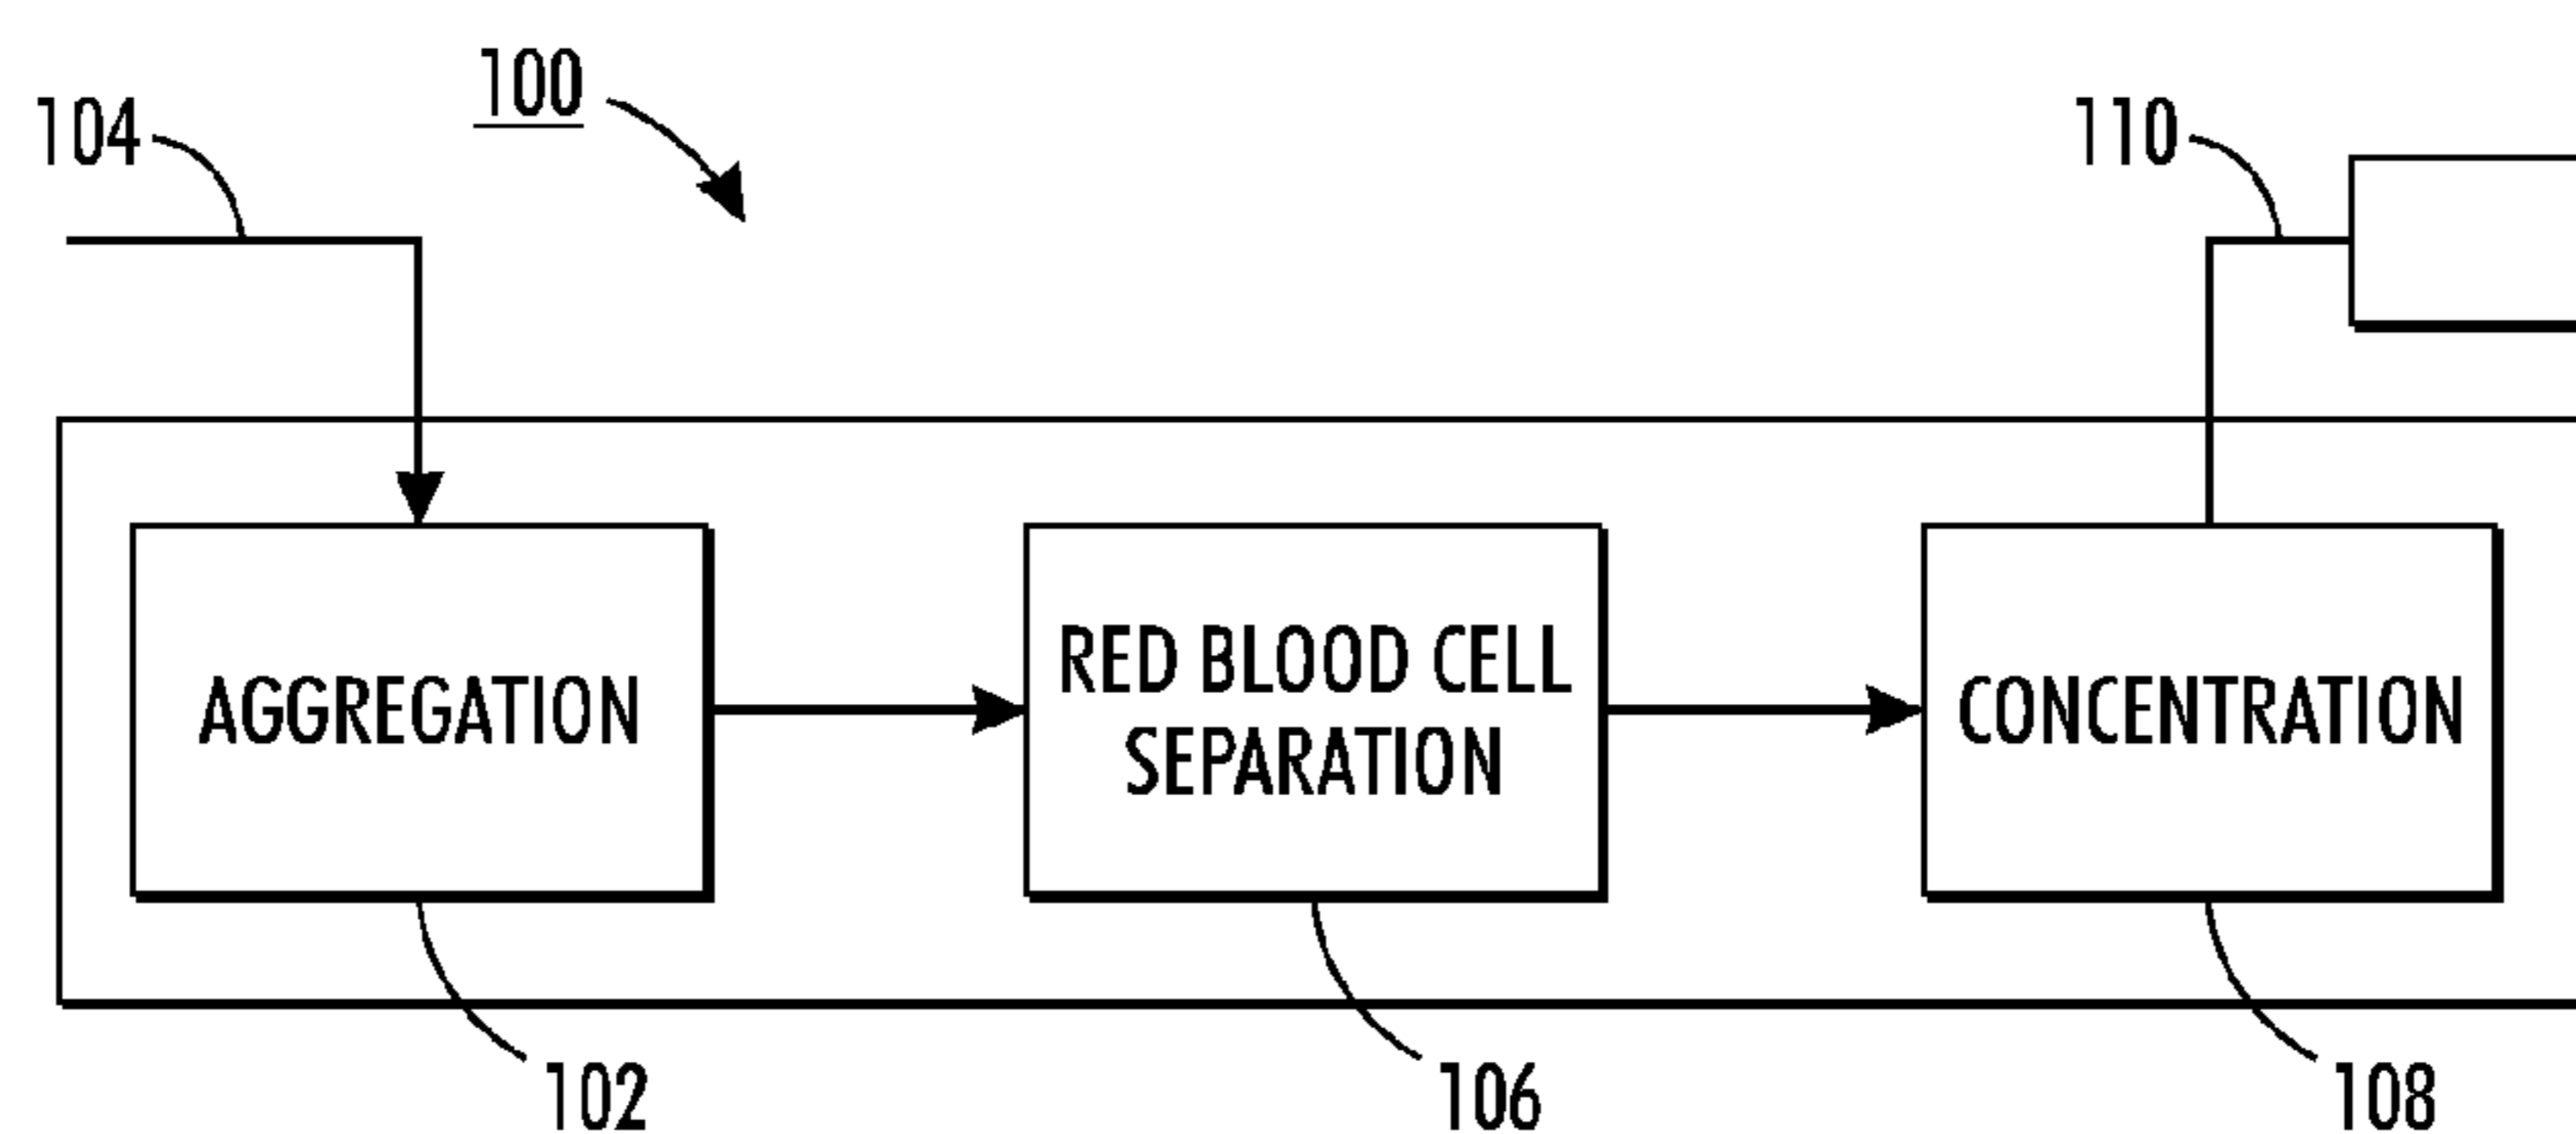 100
104
110
AGGREGATION
RED BLOOD CELL
SEPARATION
CONCENTRATION
102
106
108